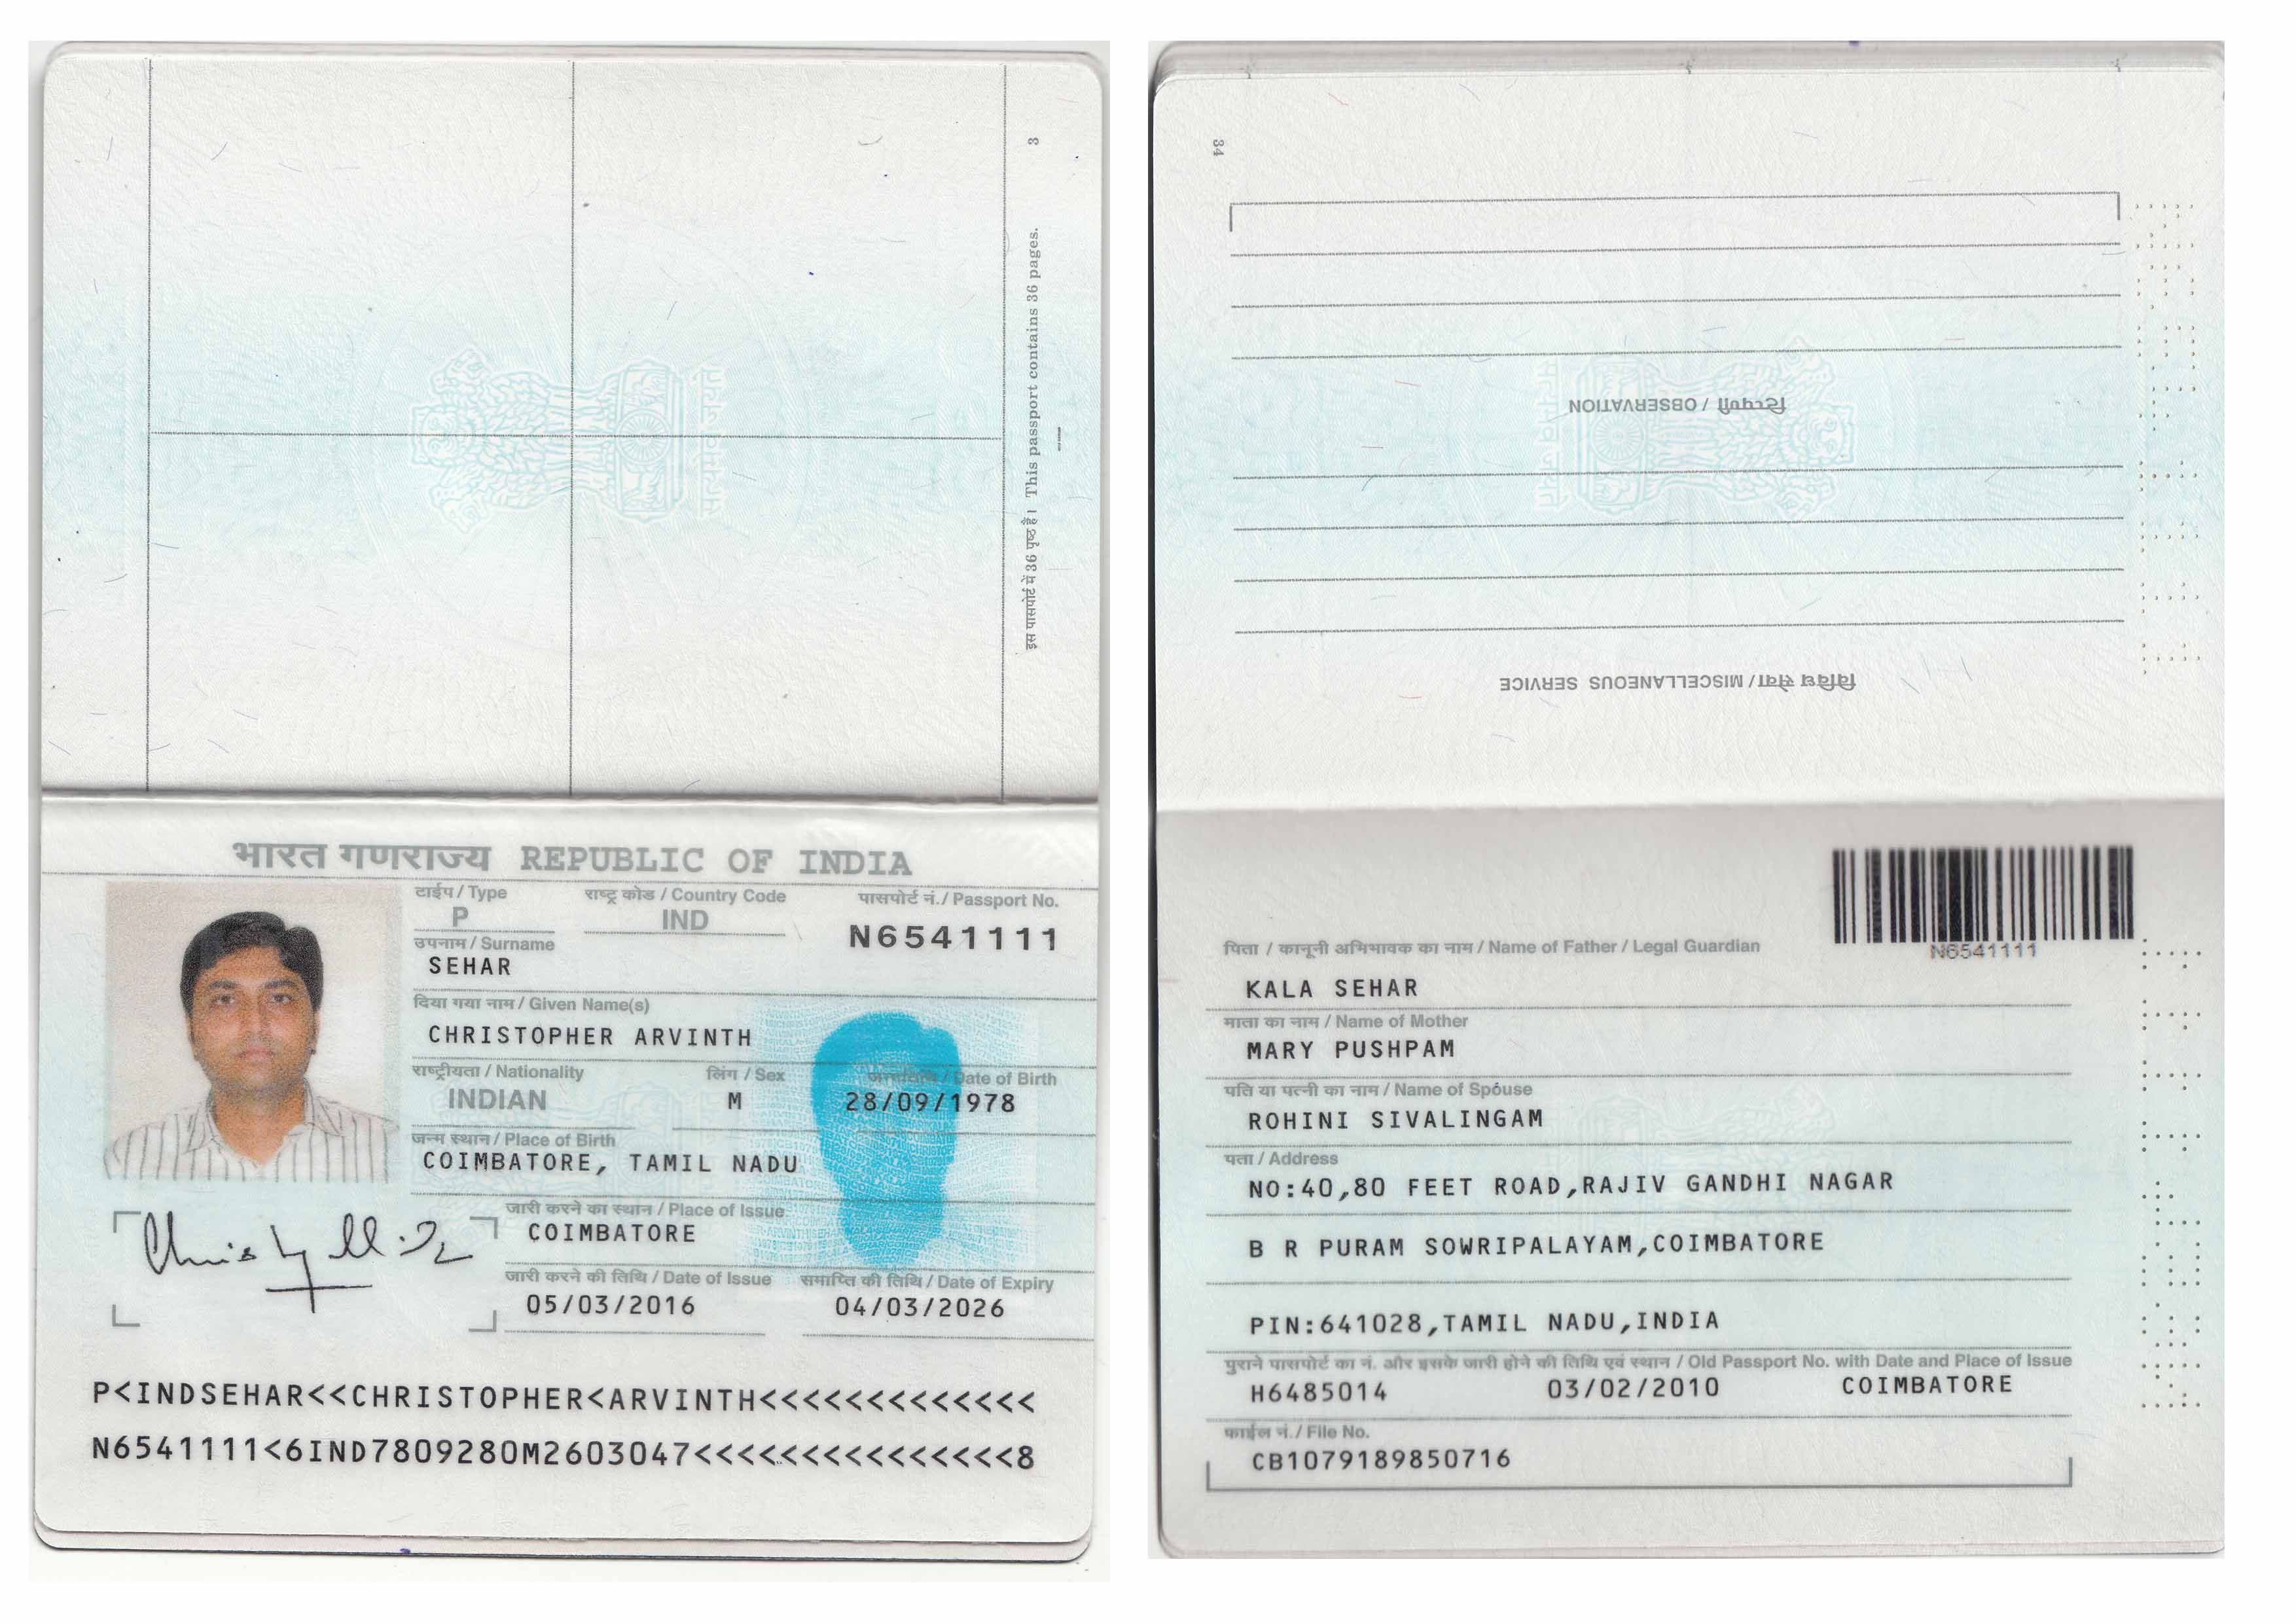 3
इस पासपोर्ट में 36 पृष्ठ हैं। This passport contains 36 pages.
भारत गणराज्य REPUBLIC OF INDIA
टाईप / Type
राष्ट्र कोड / Country Code
पासपोर्ट नं. / Passport No.
P
IND
N6541111
उपनाम / Surname
SEHAR
दिया गया नाम / Given Name(s)
CHRISTOPHER ARVINTH
राष्ट्रीयता / Nationality
लिंग / Sex
जन्मतिथि / Date of Birth
INDIAN
M
28/09/1978
जन्म स्थान / Place of Birth
COIMBATORE, TAMIL NADU
जारी करने का स्थान / Place of Issue
COIMBATORE
जारी करने की तिथि / Date of Issue
समाप्ति की तिथि / Date of Expiry
05/03/2016
04/03/2026
P<INDSEHAR<<CHRISTOPHER<ARVINTH<<<<<<<<<<<<<
N6541111<6IND7809280M2603047<<<<<<<<<<<<<<<8
34
टिप्पणी / OBSERVATION
विविध सेवा / MISCELLANEOUS SERVICE
N6541111
पिता / कानूनी अभिभावक का नाम / Name of Father / Legal Guardian
KALA SEHAR
माता का नाम / Name of Mother
MARY PUSHPAM
पति या पत्नी का नाम / Name of Spouse
ROHINI SIVALINGAM
पता / Address
NO:40,80 FEET ROAD,RAJIV GANDHI NAGAR
B R PURAM SOWRIPALAYAM,COIMBATORE
PIN:641028,TAMIL NADU,INDIA
पुराने पासपोर्ट का नं. और इसके जारी होने की तिथि एवं स्थान / Old Passport No. with Date and Place of Issue
H6485014
03/02/2010
COIMBATORE
फाईल नं. / File No.
CB1079189850716